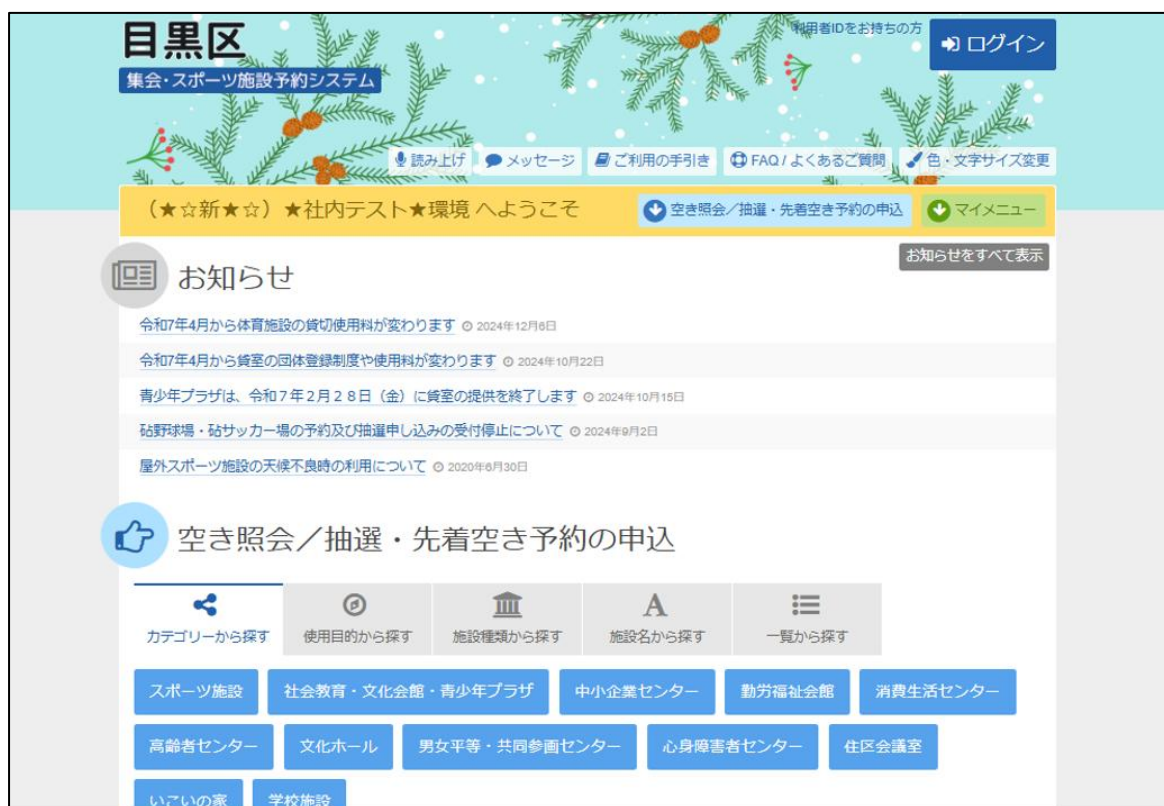 目黒区
集会・スポーツ施設予約システム
利用者IDをお持ちの方
ログイン
読み上げ メッセージ ご利用の手引き FAQ / よくあるご質問 色・文字サイズ変更
（★☆新★☆）★社内テスト★環境 へようこそ
空き照会／抽選・先着空き予約の申込 マイメニュー
お知らせ
お知らせをすべて表示
令和7年4月から体育施設の貸切使用料が変わります 2024年12月6日
令和7年4月から貸室の団体登録制度や使用料が変わります 2024年10月22日
青少年プラザは、令和７年２月２８日（金）に貸室の提供を終了します 2024年10月15日
砧野球場・砧サッカー場の予約及び抽選申し込みの受付停止について 2024年9月2日
屋外スポーツ施設の天候不良時の利用について 2020年6月30日
空き照会／抽選・先着空き予約の申込
カテゴリーから探す 使用目的から探す 施設種類から探す 施設名から探す 一覧から探す
スポーツ施設 社会教育・文化会館・青少年プラザ 中小企業センター 勤労福祉会館 消費生活センター
高齢者センター 文化ホール 男女平等・共同参画センター 心身障害者センター 住区会議室
いこいの家 学校施設